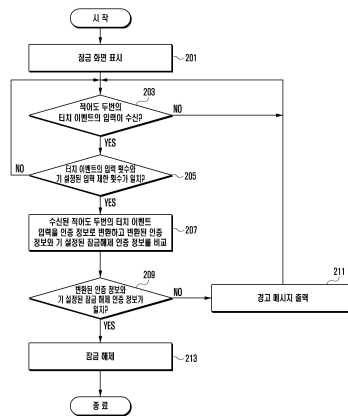 시 작
잠금 화면 표시
201
203
적어도 두번의
터치 이벤트의 입력이 수신?
NO
YES
터치 이벤트의 입력 횟수와
기 설정된 입력 제한 횟수가 일치?
NO
205
YES
수신된 적어도 두번의 터치 이벤트
입력을 인증 정보로 변환하고 변환된 인증
정보와 기 설정된 잠금해제 인증 정보를 비교
207
209
변환된 인증 정보와
기 설정된 잠금 해제 인증 정보가
일치?
NO
211
경고 메시지 출력
YES
잠금 해제
213
종 료